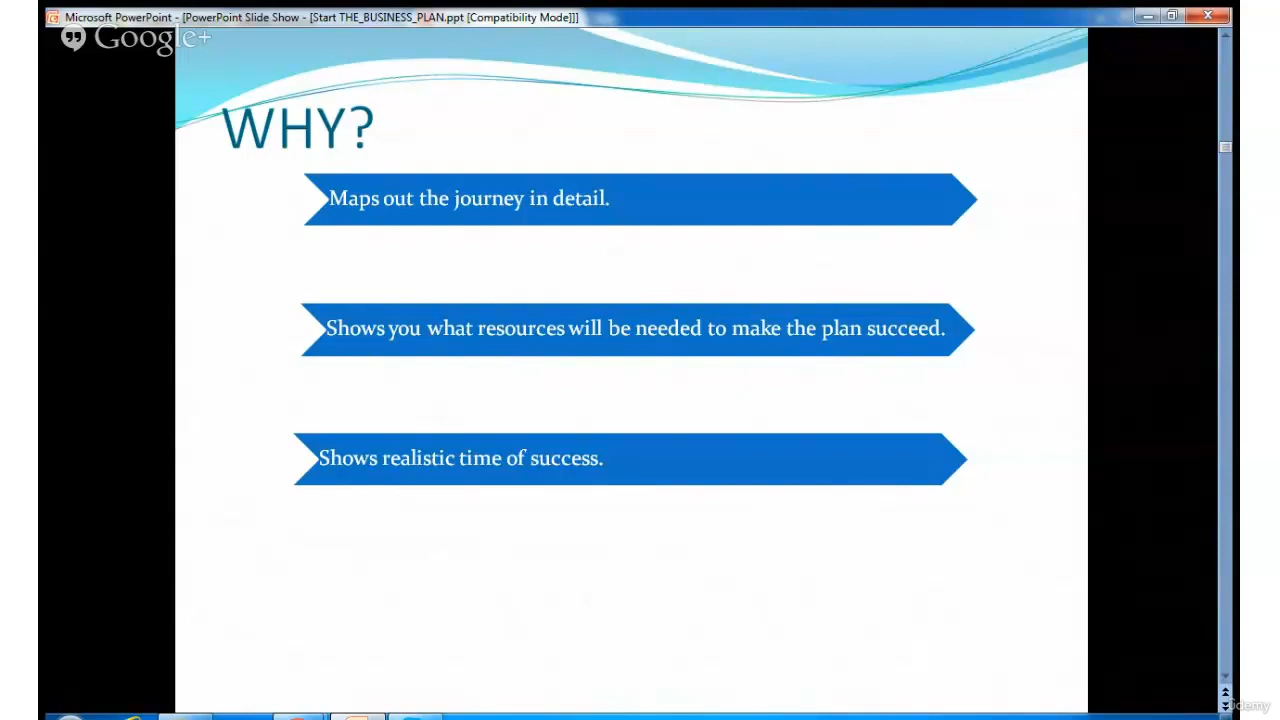 Microsoft PowerPoint - [PowerPoint Slide Show - [Start THE_BUSINESS_PLAN.ppt [Compatibility Mode]]]
Google+
WHY?
Maps out the journey in detail.
Shows you what resources will be needed to make the plan succeed.
Shows realistic time of success.
Udemy